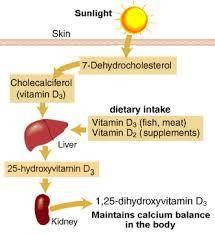 Sunlight
Skin
7-Dehydrocholesterol
Cholecalciferol
(vitamin D₃)
dietary intake
Vitamin D₃ (fish, meat)
Vitamin D₂ (supplements)
Liver
25-hydroxyvitamin D₃
1,25-dihydroxyvitamin D₃
Maintains calcium balance
in the body
Kidney